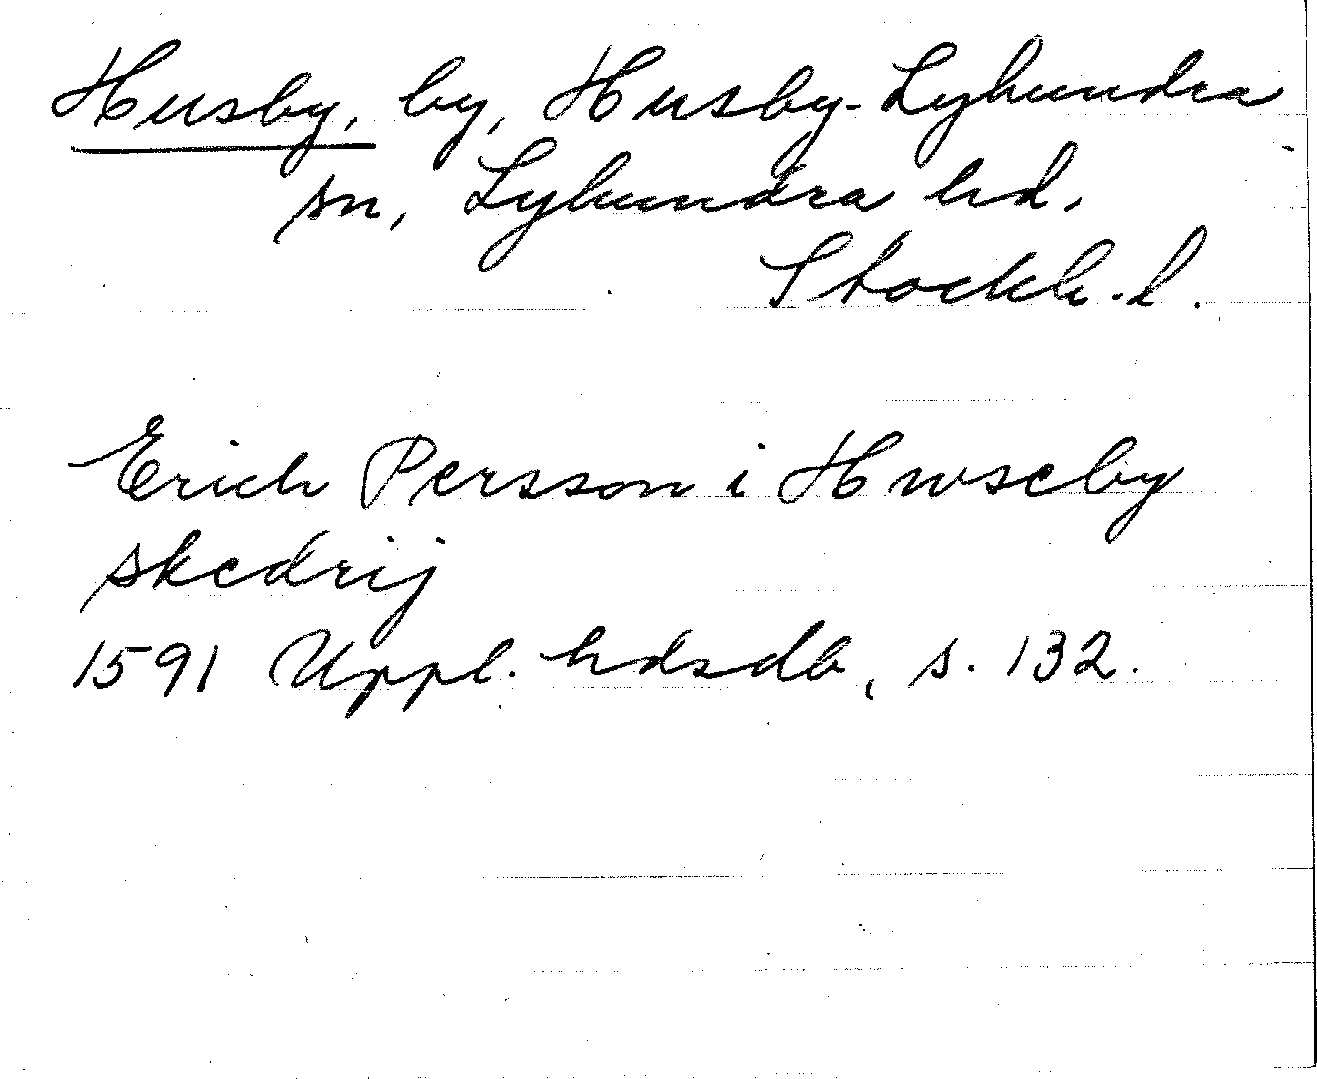 Husby, by, Husby-Lyhundra
sn, Lyhundra hd.
Stockh. l.
Erich Persson i Hwseby
skedrij
1591 Uppl. hdsdb, s. 132.